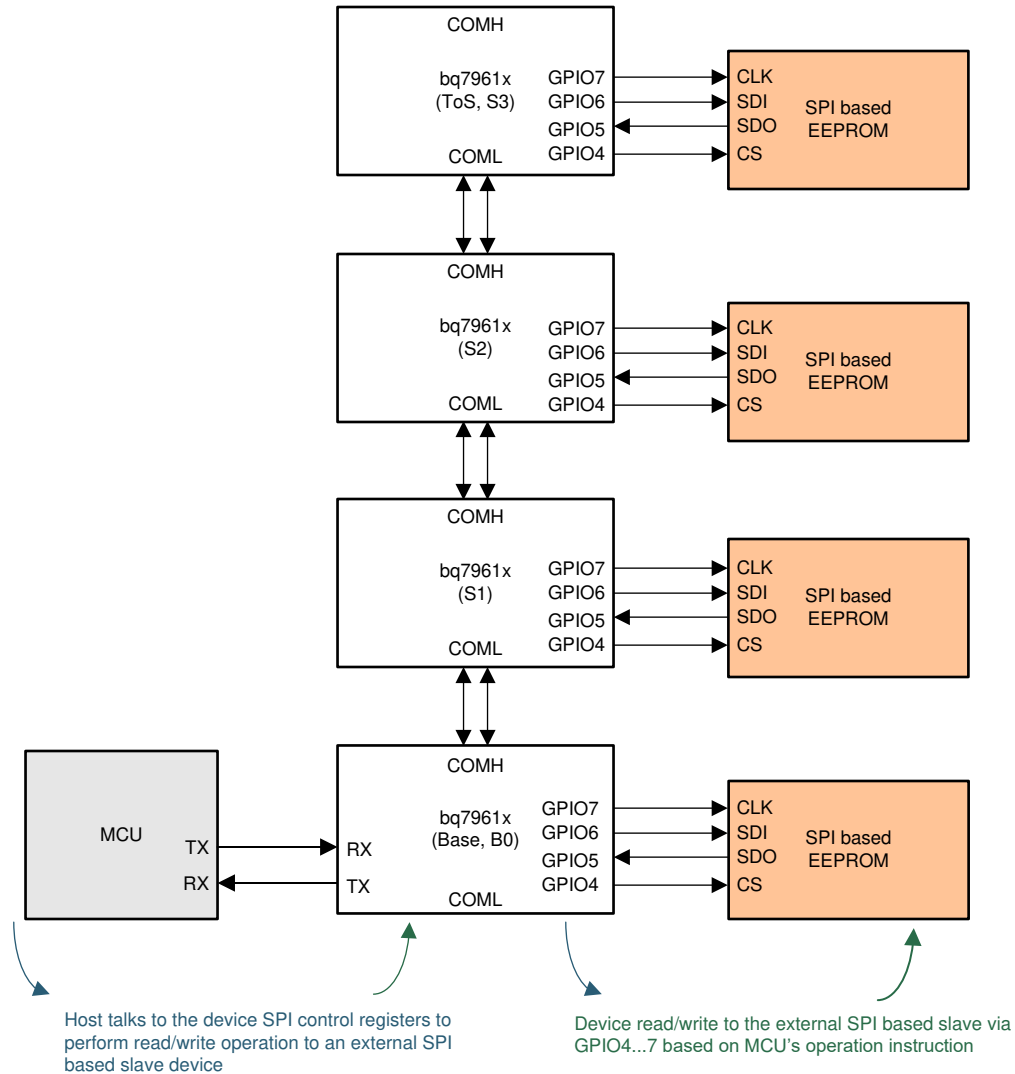 COMH
bq7961x
(ToS, S3)
COML
GPIO7
GPIO6
GPIO5
GPIO4
CLK
SDI
SDO
CS
SPI based
EEPROM
COMH
bq7961x
(S2)
COML
GPIO7
GPIO6
GPIO5
GPIO4
CLK
SDI
SDO
CS
SPI based
EEPROM
COMH
bq7961x
(S1)
COML
GPIO7
GPIO6
GPIO5
GPIO4
CLK
SDI
SDO
CS
SPI based
EEPROM
MCU
TX
RX
RX
TX
COMH
bq7961x
(Base, B0)
COML
GPIO7
GPIO6
GPIO5
GPIO4
CLK
SDI
SDO
CS
SPI based
EEPROM
Host talks to the device SPI control registers to
perform read/write operation to an external SPI
based slave device
Device read/write to the external SPI based slave via
GPIO4...7 based on MCU’s operation instruction